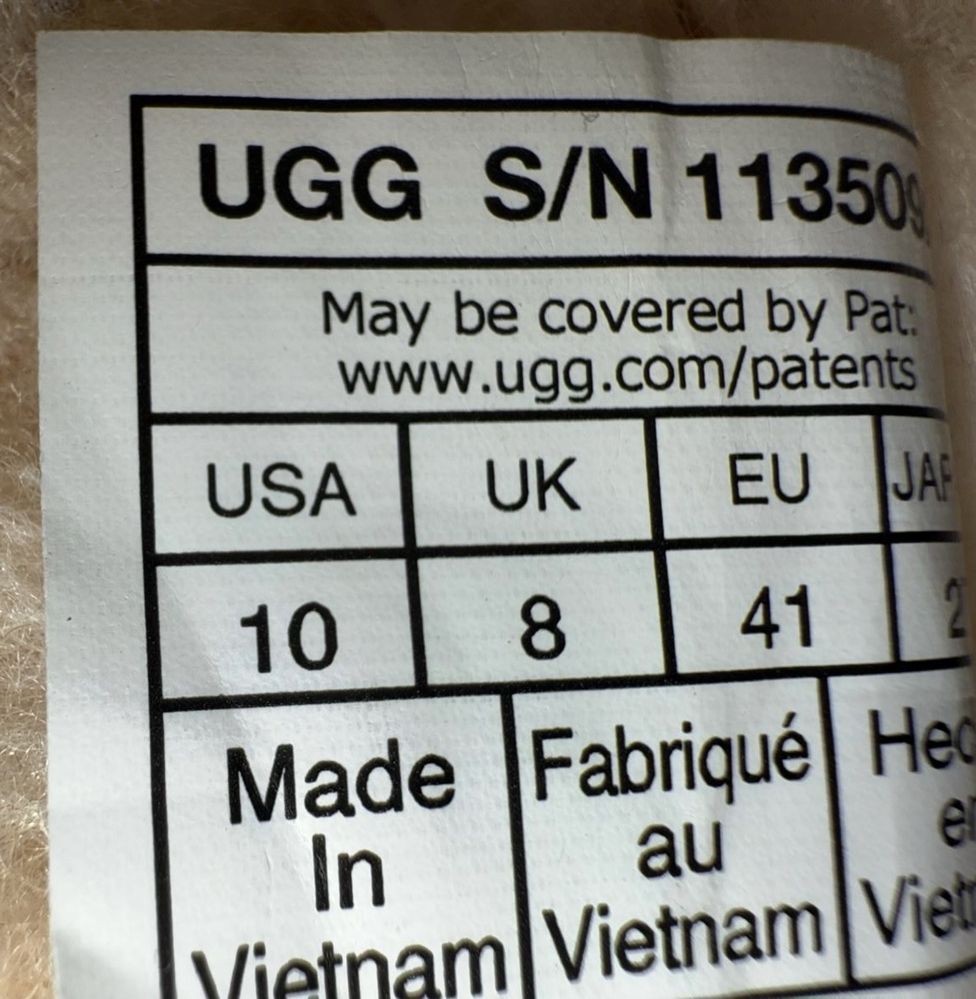 UGG S/N 113509
May be covered by Pat:
www.ugg.com/patents
USA UK EU
10 8 41
Made
In
Vietnam
Fabriqué
au
Vietnam